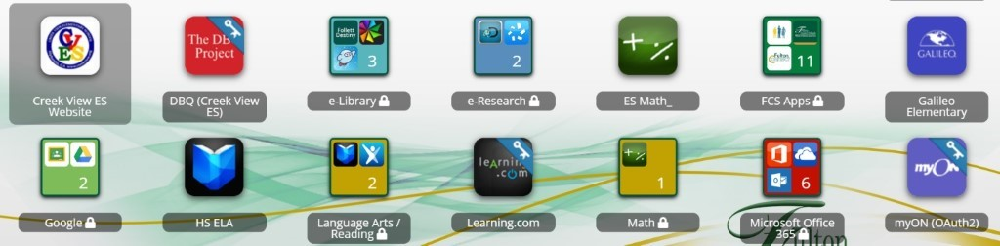 CVES
The DB
Project
Follett
Destiny
3
2
11
GALILEO
Creek View ES
Website
DBQ (Creek View
ES)
e-Library
e-Research
ES Math_
FCS Apps
Galileo
Elementary
2
2
learnin
.com
1
6
myON
Google
HS ELA
Language Arts /
Reading
Learning.com
Math
Microsoft Office
365
myON (OAuth2)
Fulton